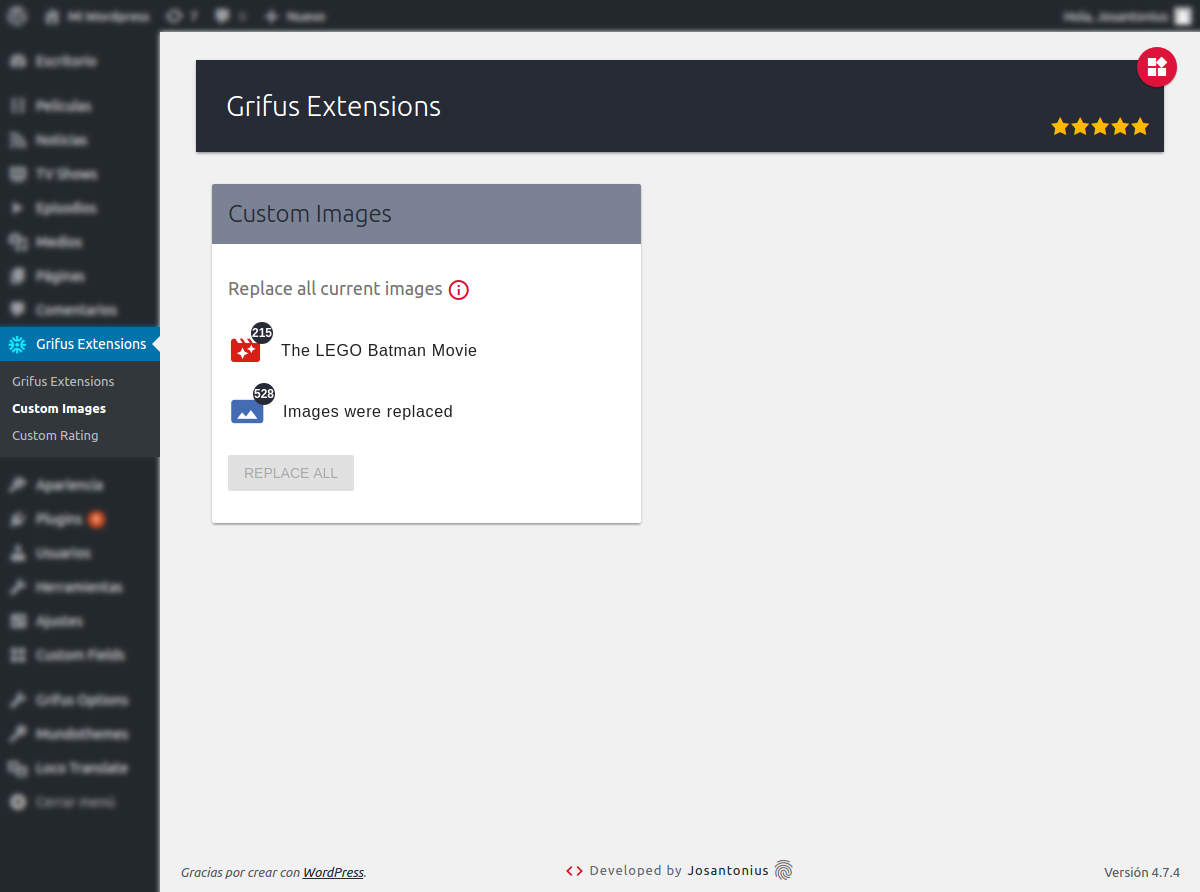 Mi Wordpress
7
Nuevo
Hola, Josantonius
Escritorio
Películas
Noticias
TV Shows
Episodios
Medios
Páginas
Comentarios
Grifus Extensions
Grifus Extensions
Custom Images
Custom Rating
Apariencia
Plugins
Usuarios
Herramientas
Ajustes
Custom Fields
Grifus Options
Mundothemes
Loco Translate
Cerrar menú
Grifus Extensions
Custom Images
Replace all current images
215
The LEGO Batman Movie
528
Images were replaced
REPLACE ALL
Gracias por crear con WordPress.
Developed by Josantonius
Versión 4.7.4